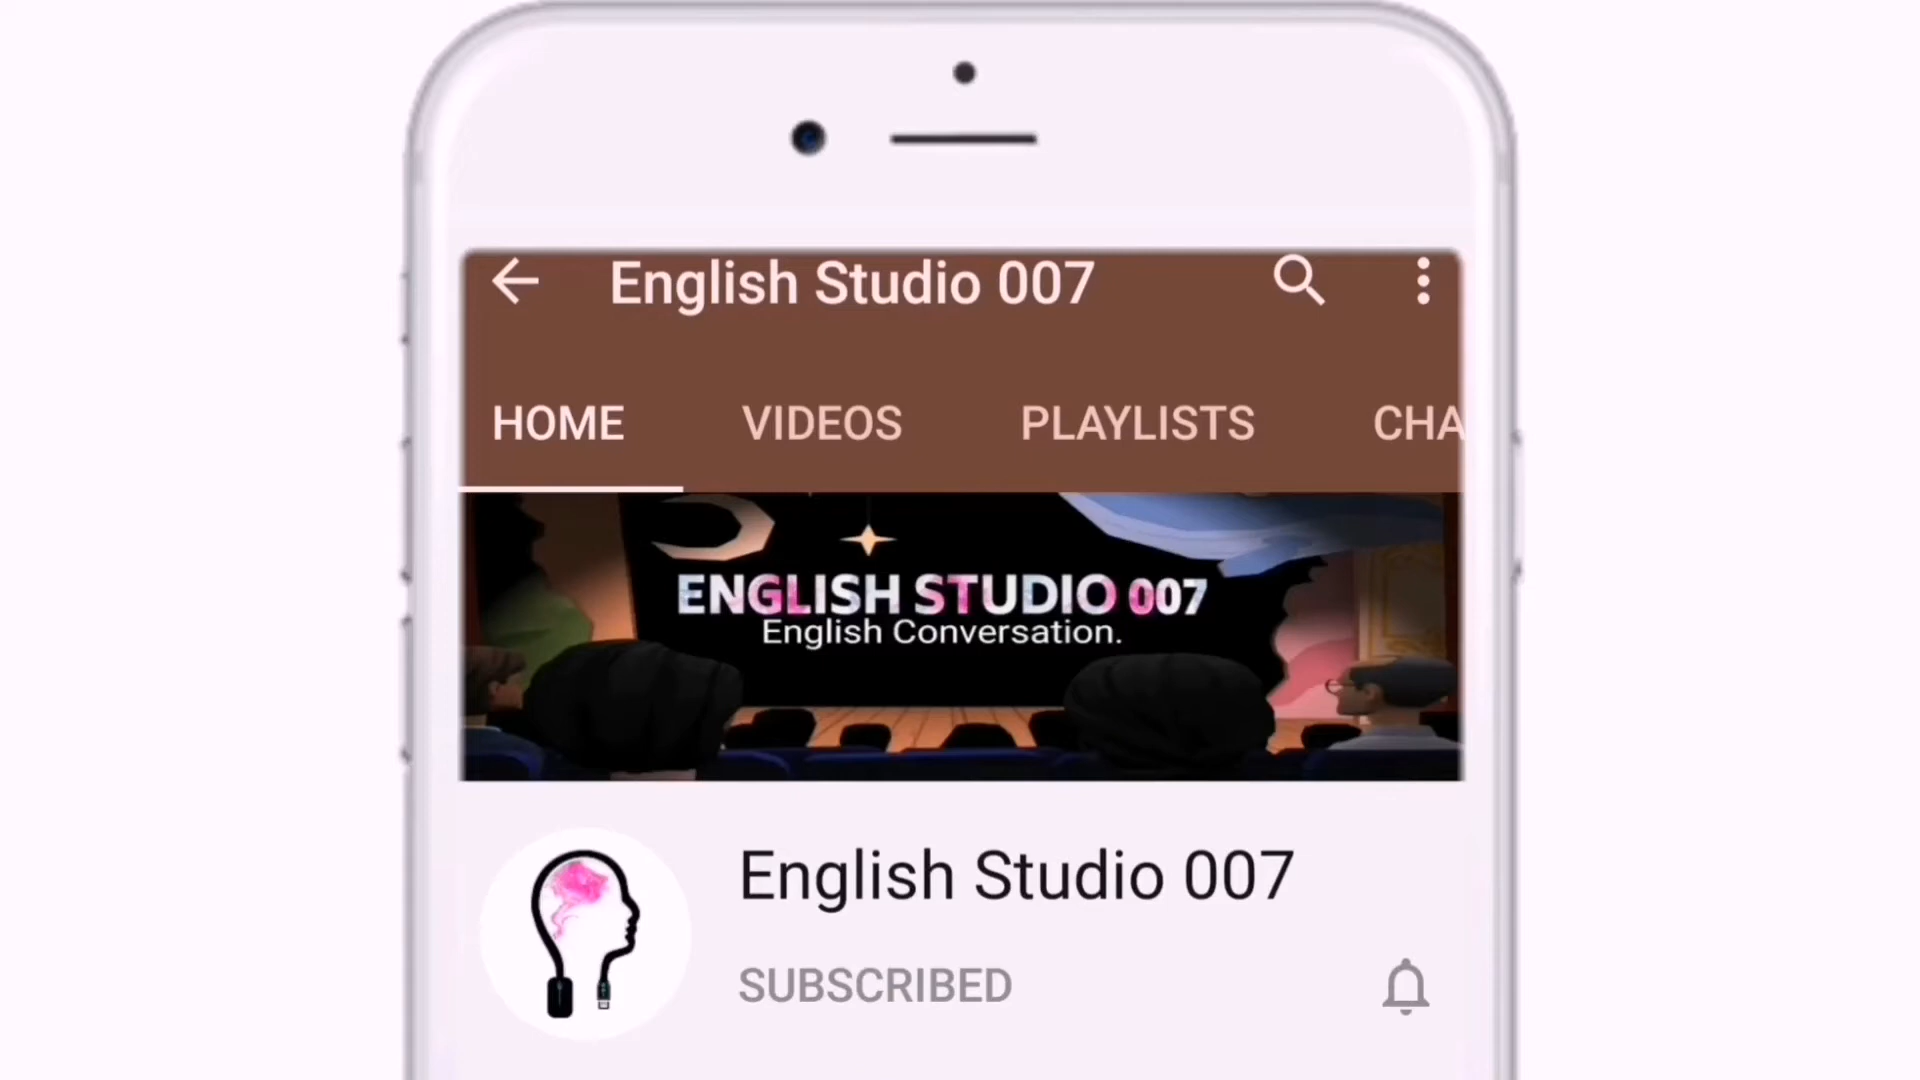 English Studio 007
HOME VIDEOS PLAYLISTS CHA
ENGLISH STUDIO 007
English Conversation.
English Studio 007
SUBSCRIBED